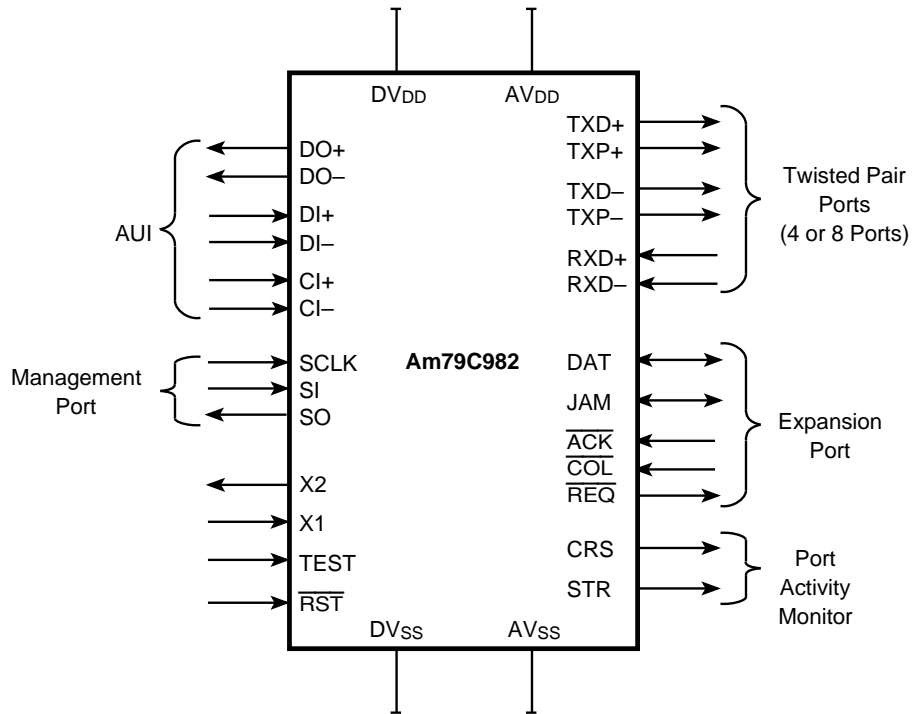 DVDD
AVDD
AUI
DO+
DO–
DI+
DI–
CI+
CI–
Management
Port
SCLK
SI
SO
X2
X1
TEST
RST
Am79C982
TXD+
TXP+
TXD–
TXP–
RXD+
RXD–
Twisted Pair
Ports
(4 or 8 Ports)
DAT
JAM
ACK
COL
REQ
Expansion
Port
CRS
STR
Port
Activity
Monitor
DVSS
AVSS